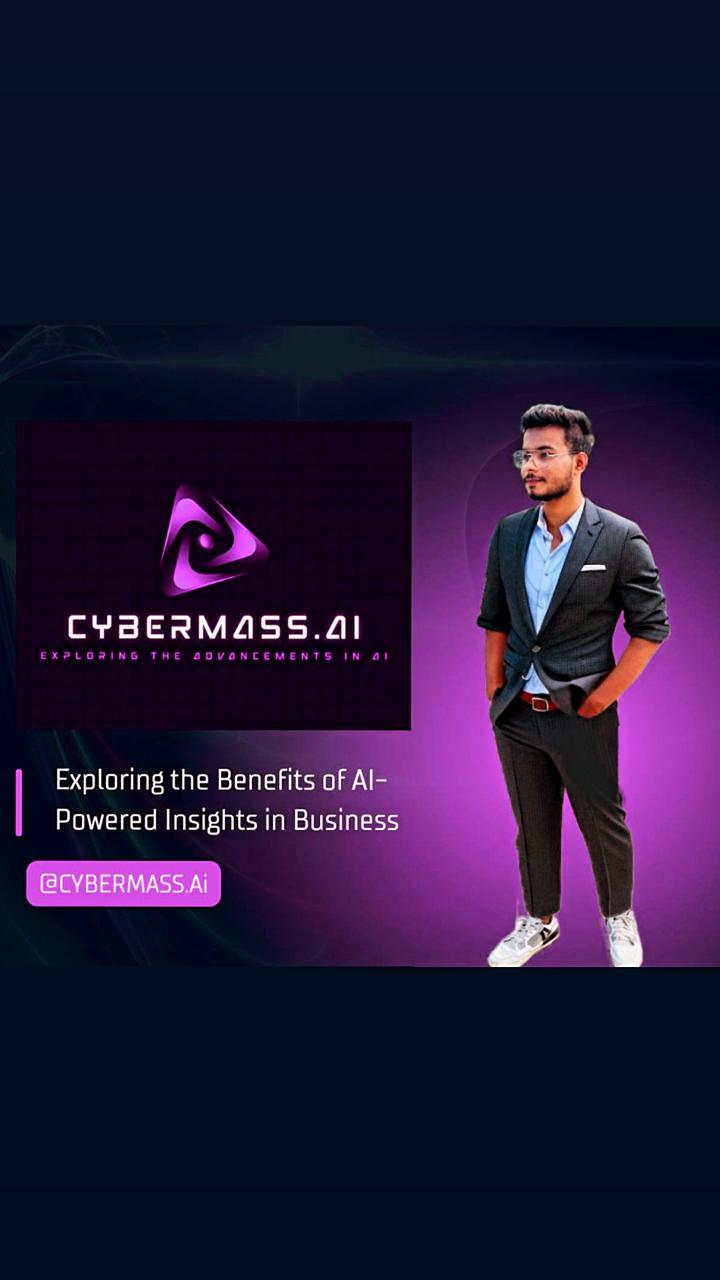 CYBERMASS.AI
EXPLORING THE ADVANCEMENTS IN AI
Exploring the Benefits of AI-
Powered Insights in Business
@CYBERMASS.Ai